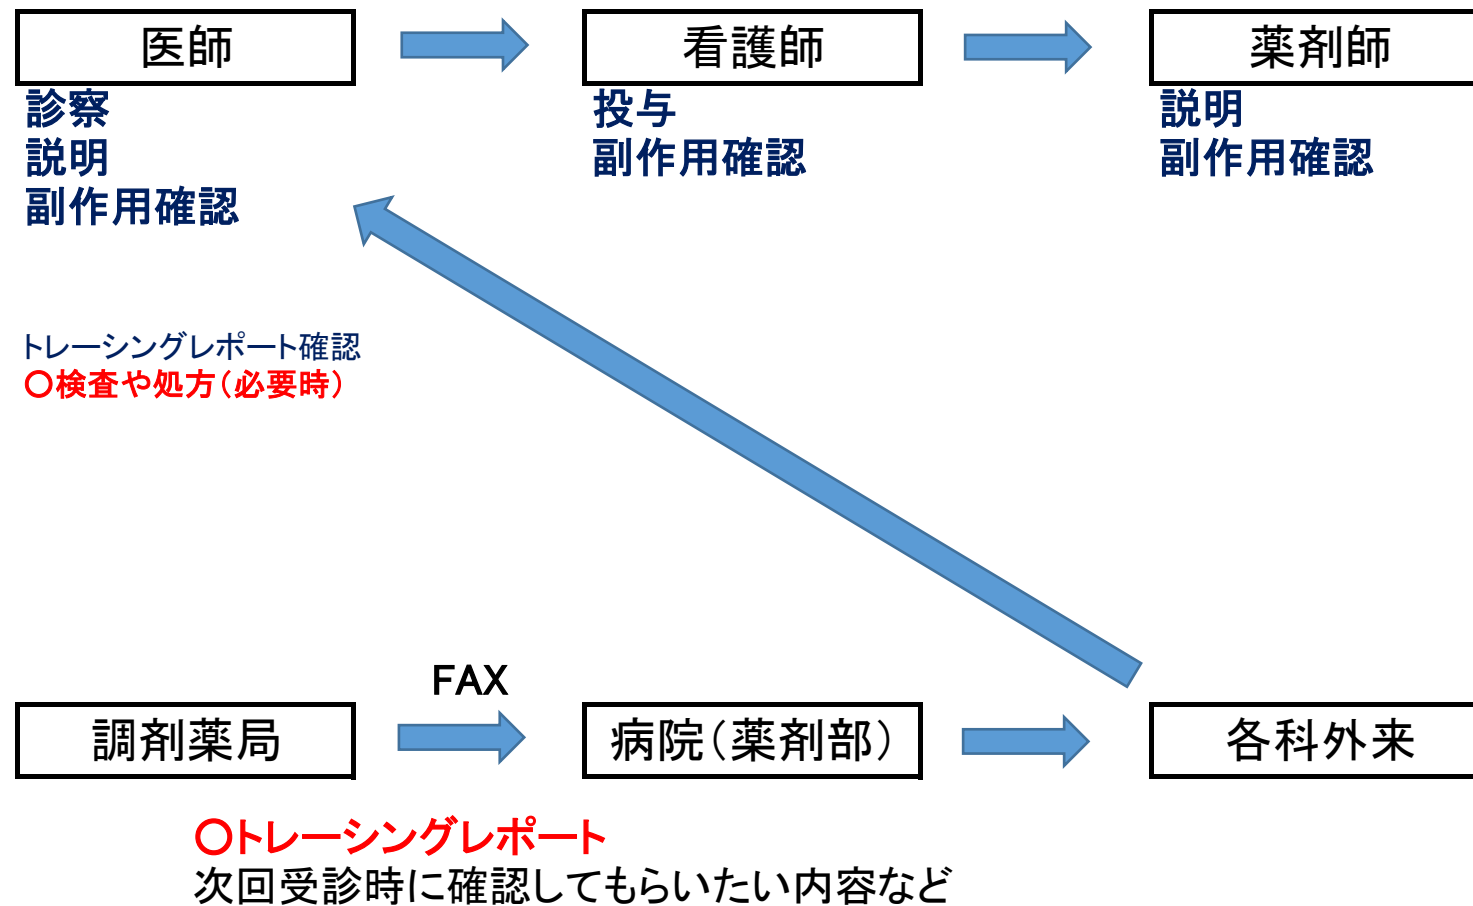 医師
看護師
薬剤師
診察
説明
副作用確認
投与
副作用確認
説明
副作用確認
トレーシングレポート確認
〇検査や処方（必要時）
FAX
調剤薬局
病院（薬剤部）
各科外来
〇トレーシングレポート
次回受診時に確認してもらいたい内容など